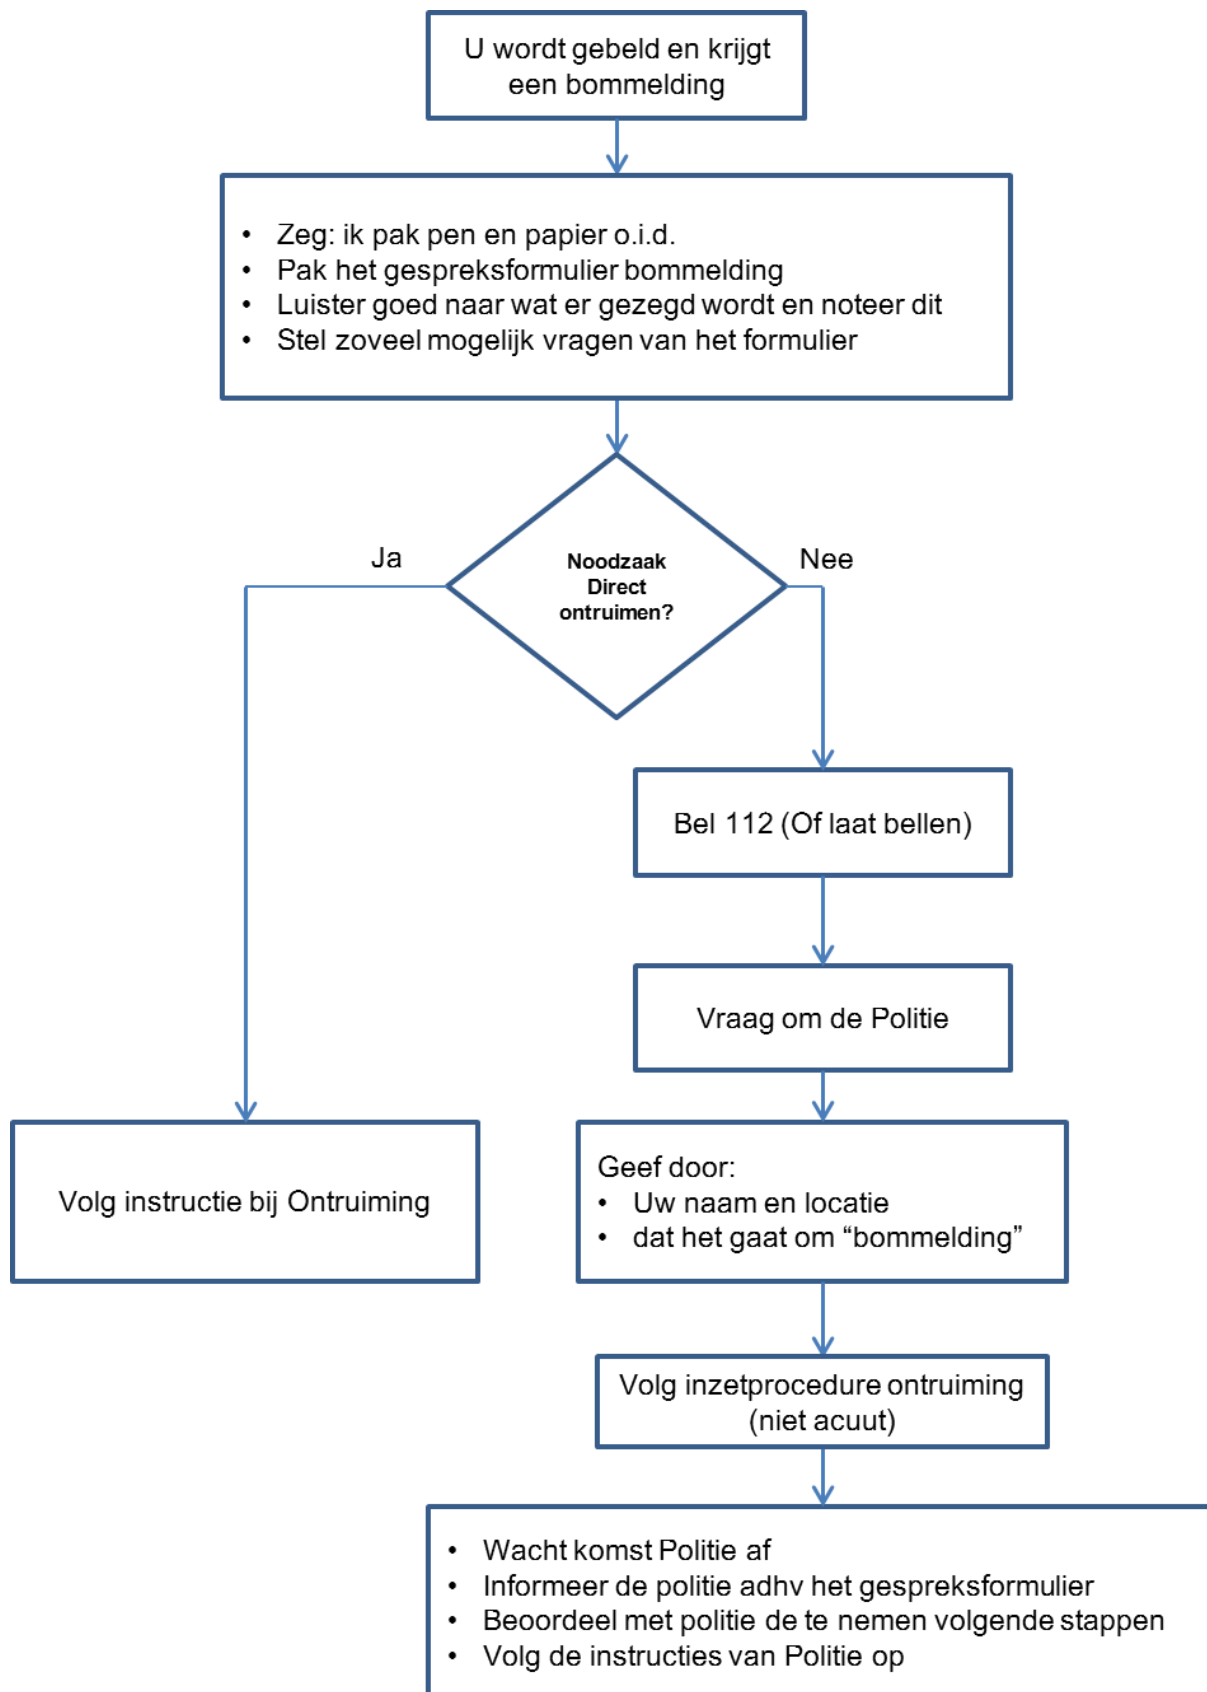 U wordt gebeld en krijgt
een bommelding
• Zeg: ik pak pen en papier o.i.d.
• Pak het gespreksformulier bommelding
• Luister goed naar wat er gezegd wordt en noteer dit
• Stel zoveel mogelijk vragen van het formulier
Ja
Noodzaak
Direct
ontruimen?
Nee
Bel 112 (Of laat bellen)
Vraag om de Politie
Volg instructie bij Ontruiming
Geef door:
• Uw naam en locatie
• dat het gaat om “bommelding”
Volg inzetprocedure ontruiming
(niet acuut)
• Wacht komst Politie af
• Informeer de politie adhv het gespreksformulier
• Beoordeel met politie de te nemen volgende stappen
• Volg de instructies van Politie op